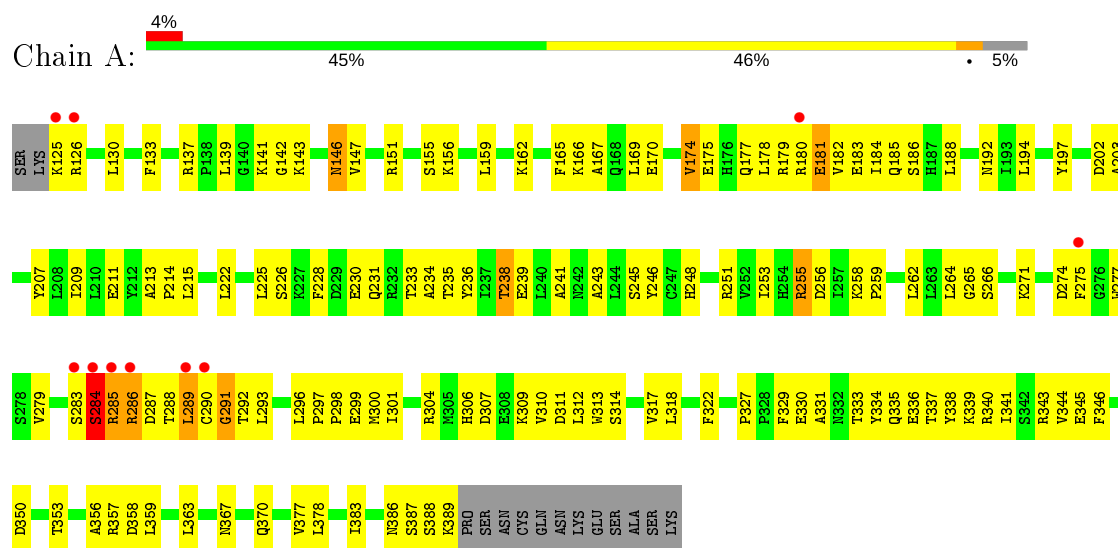 4%
Chain A:
45% 46% • 5%
SER LYS K125 R126 L130 F133 R137 P138 L139 G140 K141 G142 K143 N146 V147 R151 S155 K156 L159 K162 F165 K166 A167 Q168 L169 E170 V174 E175 H176 Q177 L178 R179 R180 E181 V182 E183 I184 Q185 S186 H187 L188 N192 I193 L194 Y197 D202 A203
Y207 L208 I209 L210 E211 Y212 A213 P214 L215 L222 L225 S226 K227 F228 D229 E230 Q231 R232 T233 A234 T235 Y236 I237 T238 E239 L240 A241 N242 A243 L244 S245 Y246 C247 H248 R251 V252 I253 H254 R255 D256 I257 K258 P259 L262 L263 L264 G265 S266 K271 D274 F275 G276 W277
S278 V279 S283 S284 R285 R286 D287 T288 L289 C290 G291 T292 L293 L296 P297 P298 E299 M300 I301 R304 M305 H306 D307 E308 K309 V310 D311 L312 W313 S314 V317 L318 F322 P327 P328 F329 E330 A331 N332 T333 Y334 Q335 E336 T337 Y338 K339 R340 I341 S342 R343 V344 E345 F346
D350 T353 A356 R357 D358 L359 L363 N367 Q370 V377 L378 I383 N386 S387 S388 K389 PRO SER ASN CYS GLN ASN LYS GLU SER ALA SER LYS